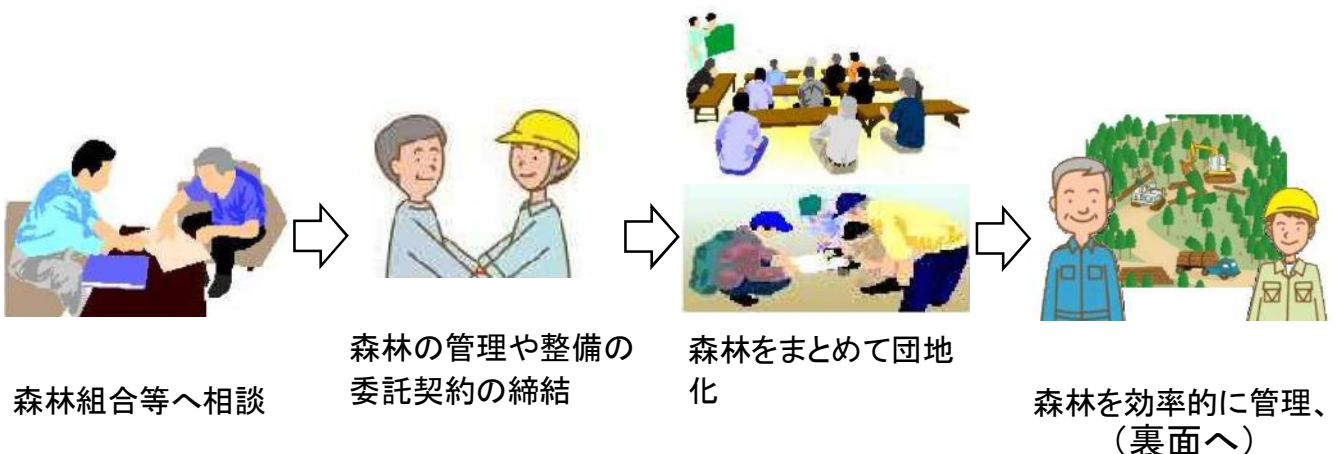 森林組合等へ相談
森林の管理や整備の
委託契約の締結
森林をまとめて団地
化
森林を効率的に管理、
（裏面へ）